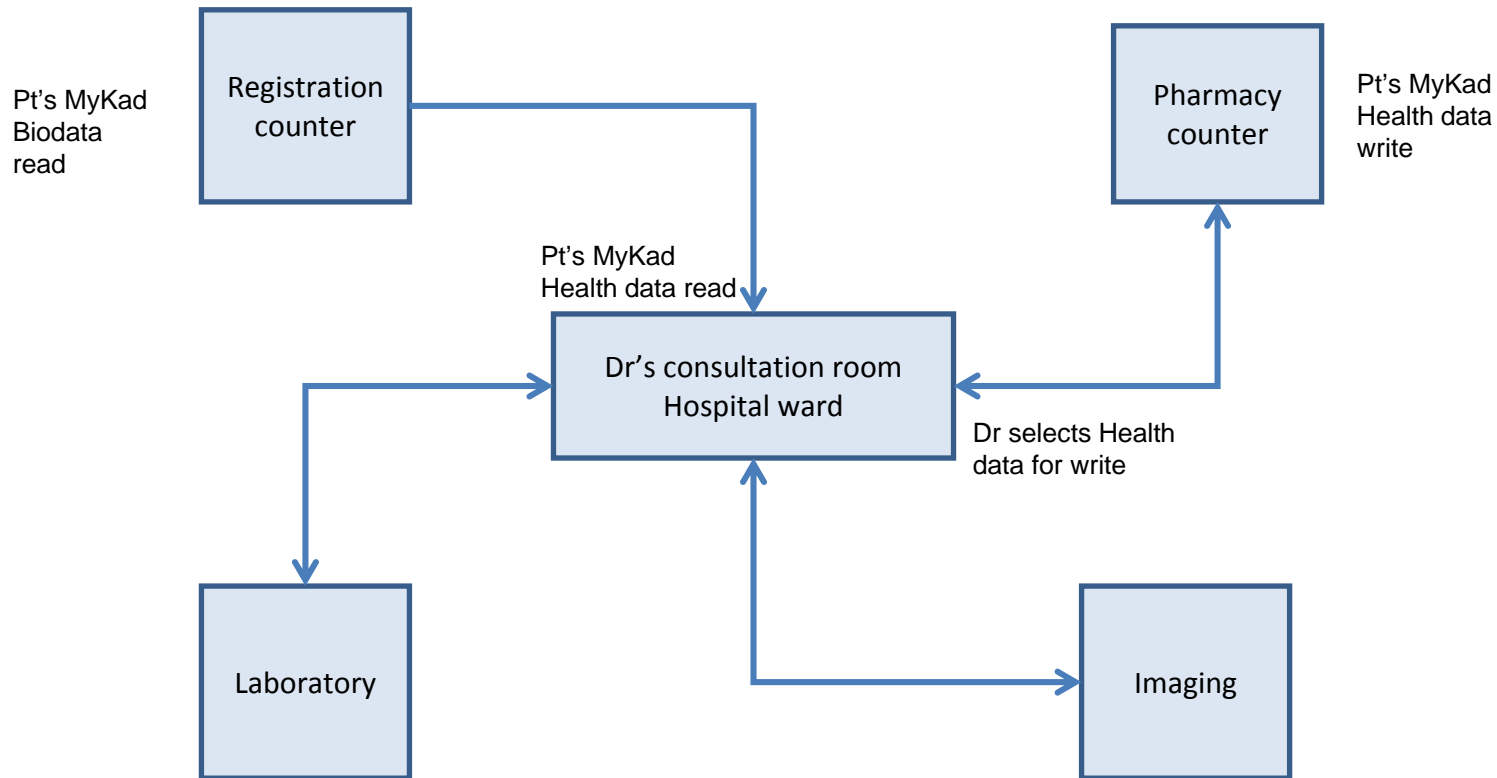 Pt’s MyKad
Biodata
read
Registration
counter
Pharmacy
counter
Pt’s MyKad
Health data
write
Pt’s MyKad
Health data read
Dr’s consultation room
Hospital ward
Dr selects Health
data for write
Laboratory
Imaging